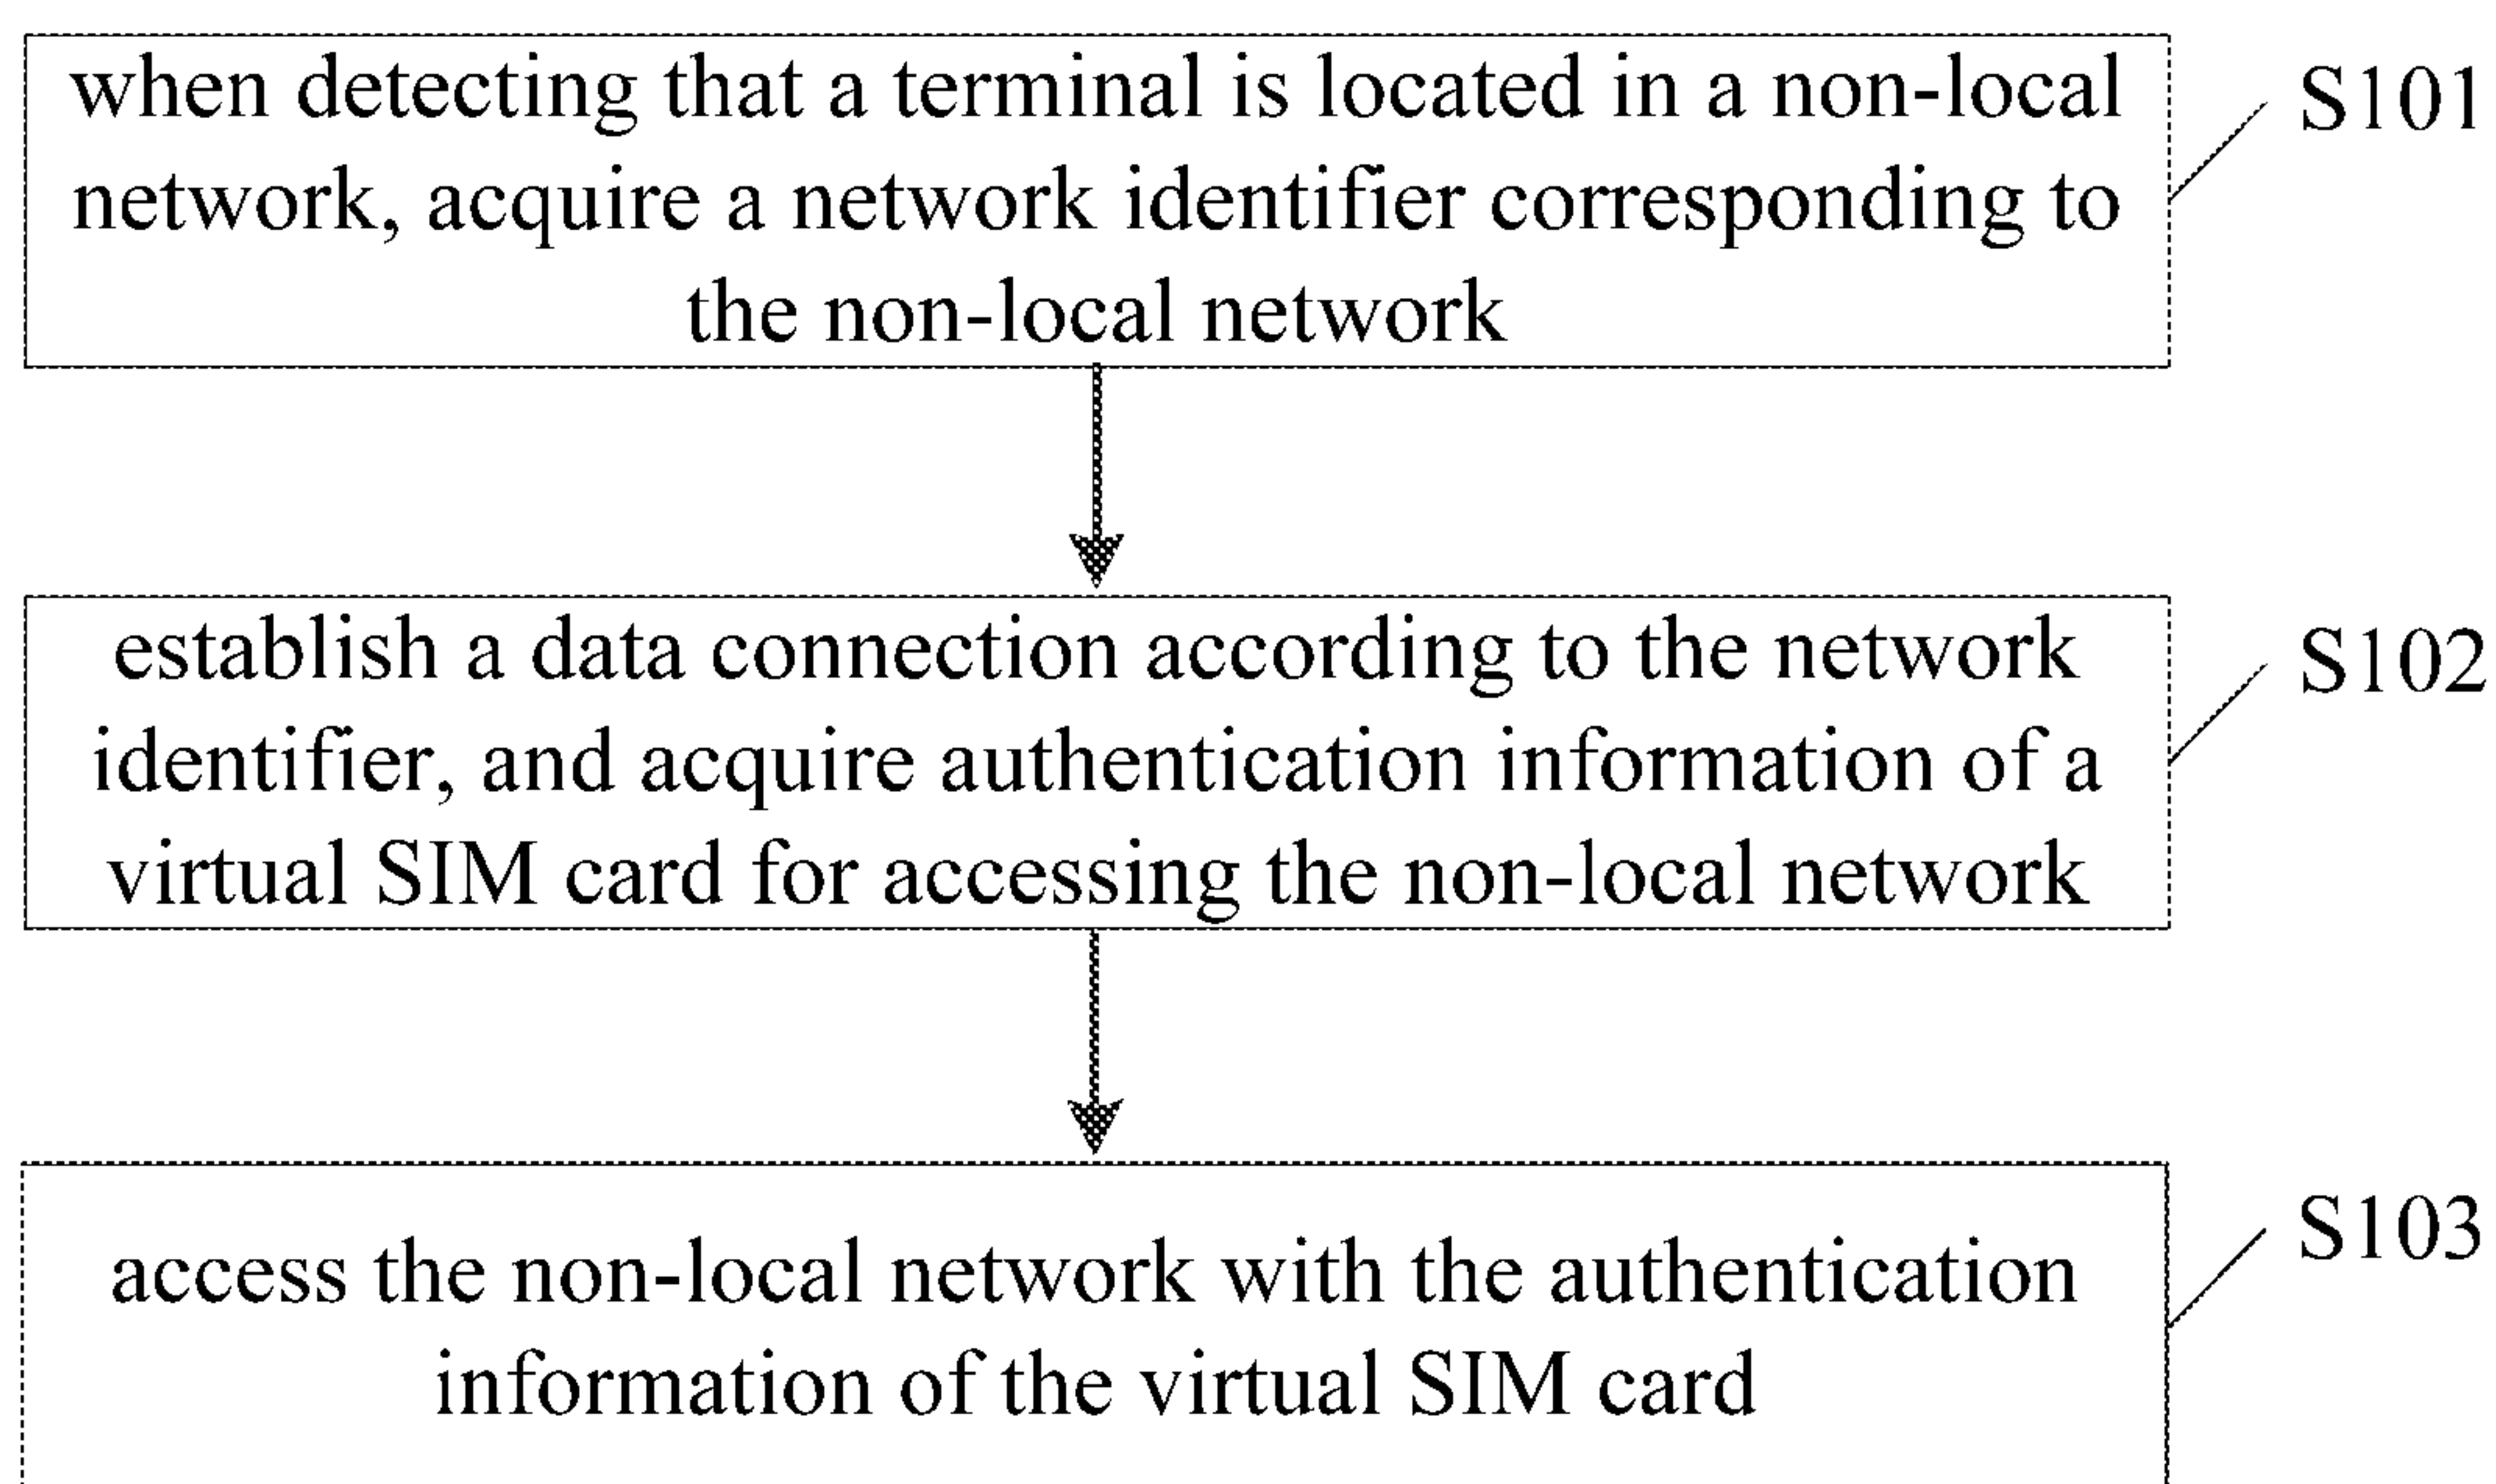 when detecting that a terminal is located in a non-local
network, acquire a network identifier corresponding to
the non-local network
S101
establish a data connection according to the network
identifier, and acquire authentication information of a
virtual SIM card for accessing the non-local network
S102
access the non-local network with the authentication
information of the virtual SIM card
S103